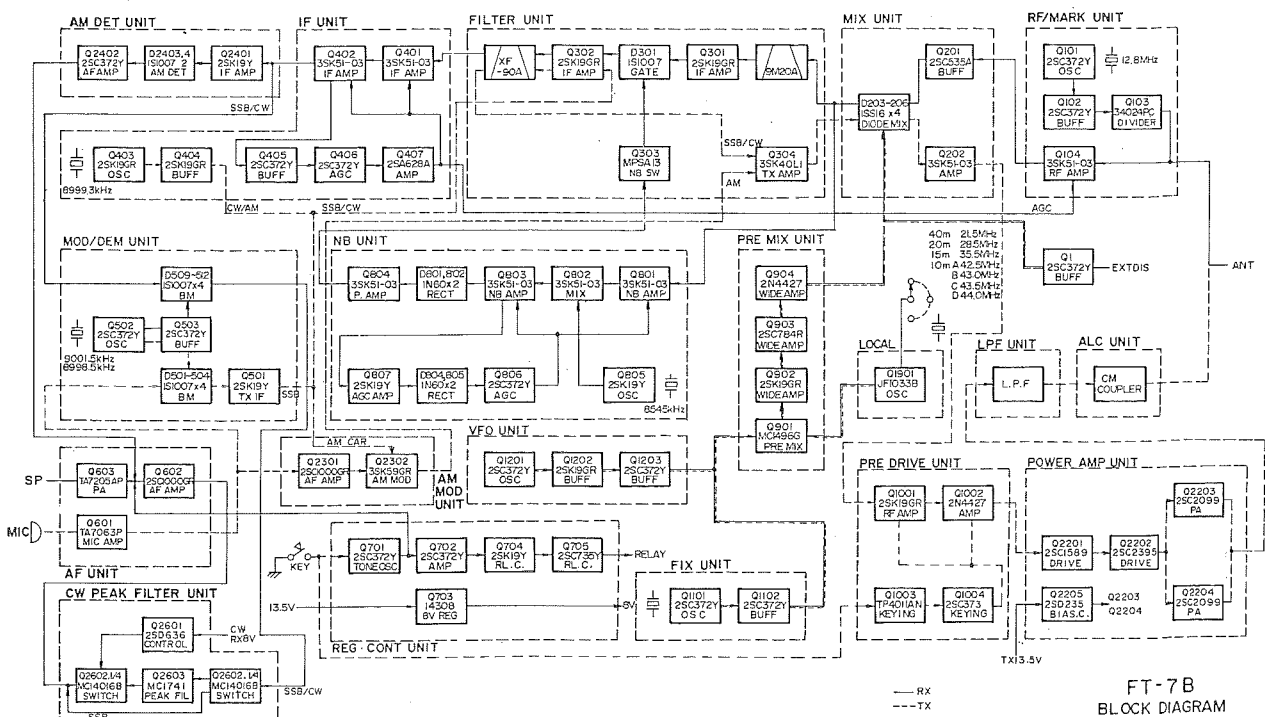 AM DET UNIT
Q2402
2SC372Y
AF AMP
D2403,4
IS1007 2
AM DET
Q2401
2SK19Y
IF AMP
SSB/CW
IF UNIT
Q402
3SK51-03
IF AMP
Q401
3SK51-03
IF AMP
8999.3kHz
Q403
2SK19GR
OSC
Q404
2SK19GR
BUFF
Q405
2SC372Y
BUFF
Q406
2SC372Y
AGC
Q407
2SA628A
AMP
CW/AM
SSB/CW
FILTER UNIT
XF
-90A
Q302
2SK19GR
IF AMP
D301
IS1007
GATE
Q301
2SK19GR
IF AMP
9M20A
Q303
MPSA13
NB SW
SSB/CW
AM
Q304
3SK40L1
TX AMP
MIX UNIT
Q201
2SC535A
BUFF
D203-206
ISS16 x4
DIODE MIX
Q202
3SK51-03
AMP
RF/MARK UNIT
Q101
2SC372Y
OSC
12.8MHz
Q102
2SC372Y
BUFF
Q103
34024PC
DIVIDER
Q104
3SK51-03
RF AMP
AGC
MOD/DEM UNIT
D509-512
IS1007x4
BM
Q502
2SC372Y
OSC
Q503
2SC372Y
BUFF
9001.5kHz
8998.5kHz
D501-504
IS1007x4
BM
Q501
2SK19Y
TX IF
SSB
NB UNIT
Q804
3SK51-03
P. AMP
D801,802
IN60x2
RECT
Q803
3SK51-03
NB AMP
Q802
3SK51-03
MIX
Q801
3SK51-03
NB AMP
Q807
2SK19Y
AGC AMP
D804,805
IN60x2
RECT
Q806
2SC372Y
AGC
Q805
2SK19Y
OSC
8545kHz
PRE MIX UNIT
Q904
2N4427
WIDE AMP
Q903
2SC784R
WIDE AMP
Q902
2SK19GR
WIDE AMP
Q901
MC1496G
PRE MIX
40m 21.5MHz
20m 28.5MHz
15m 35.5MHz
10m A 42.5MHz
B 43.0MHz
C 43.5MHz
D 44.0MHz
Q1
2SC372Y
BUFF
EXTDIS
ANT
LOCAL
Q1901
JF1033B
OSC
LPF UNIT
L.P.F
ALC UNIT
CM
COUPLER
SP
Q603
TA7205AP
PA
Q602
2SC1000GR
AF AMP
MIC
Q601
TA7063P
MIC AMP
AF UNIT
AM CAR
Q2301
2SC1000GR
AF AMP
Q2302
3SK59GR
AM MOD
AM
MOD
UNIT
VFO UNIT
Q1201
2SC372Y
OSC
Q1202
2SK19GR
BUFF
Q1203
2SC372Y
BUFF
KEY
Q701
2SC372Y
TONE OSC
Q702
2SC372Y
AMP
Q704
2SK19Y
RL.C.
Q705
2SC735Y
RL.C.
RELAY
13.5V
Q703
14308
8V REG
8V
REG·CONT UNIT
FIX UNIT
Q1101
2SC372Y
OSC
Q1102
2SC372Y
BUFF
PRE DRIVE UNIT
Q1001
2SK19GR
RF AMP
Q1002
2N4427
AMP
Q1003
TP4011AN
KEYING
Q1004
2SC373
KEYING
POWER AMP UNIT
Q2203
2SC2099
PA
Q2201
2SC1589
DRIVE
Q2202
2SC2395
DRIVE
Q2205
2SD235
BIAS.C.
Q2203
Q2204
Q2204
2SC2099
PA
TX13.5V
CW PEAK FILTER UNIT
Q2601
2SD636
CONTROL
CW
RX8V
Q2602.1/4
MC14016B
SWITCH
Q2603
MC1741
PEAK FIL
Q2602.1/4
MC14016B
SWITCH
SSB/CW
SSB
RX
TX
FT-7B
BLOCK DIAGRAM